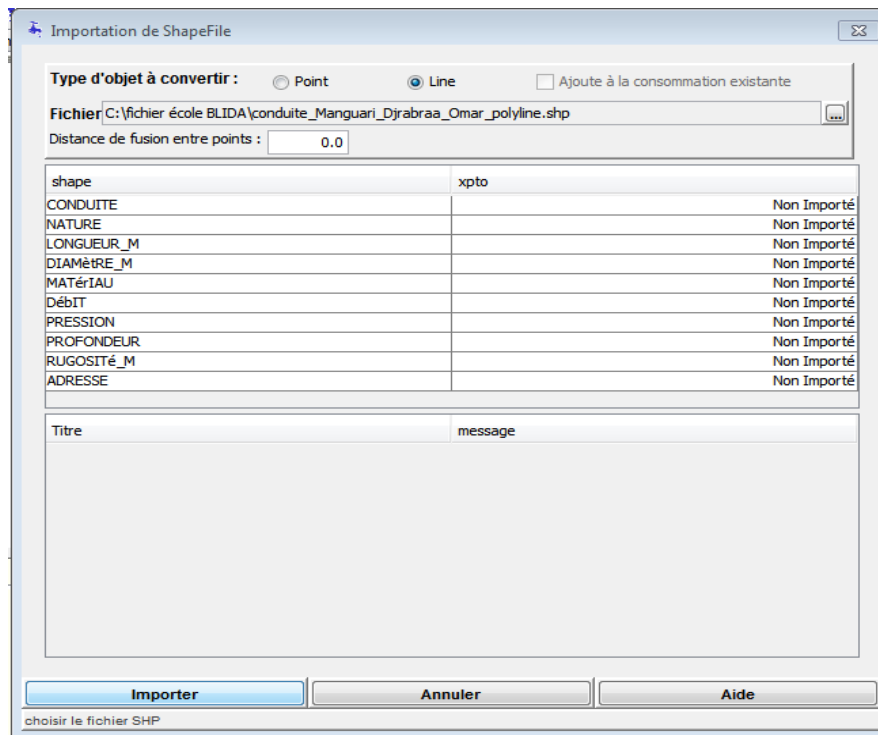 Importation de ShapeFile
Type d'objet à convertir : Point Line Ajoute à la consommation existante
Fichier C:\fichier école BLIDA\conduite_Manguari_Djrabraa_Omar_polyline.shp ...
Distance de fusion entre points : 0.0
shape xpto
CONDUITE Non Importé
NATURE Non Importé
LONGUEUR_M Non Importé
DIAMètRE_M Non Importé
MATérIAU Non Importé
DébIT Non Importé
PRESSION Non Importé
PROFONDEUR Non Importé
RUGOSITé_M Non Importé
ADRESSE Non Importé
Titre message
Importer Annuler Aide
choisir le fichier SHP